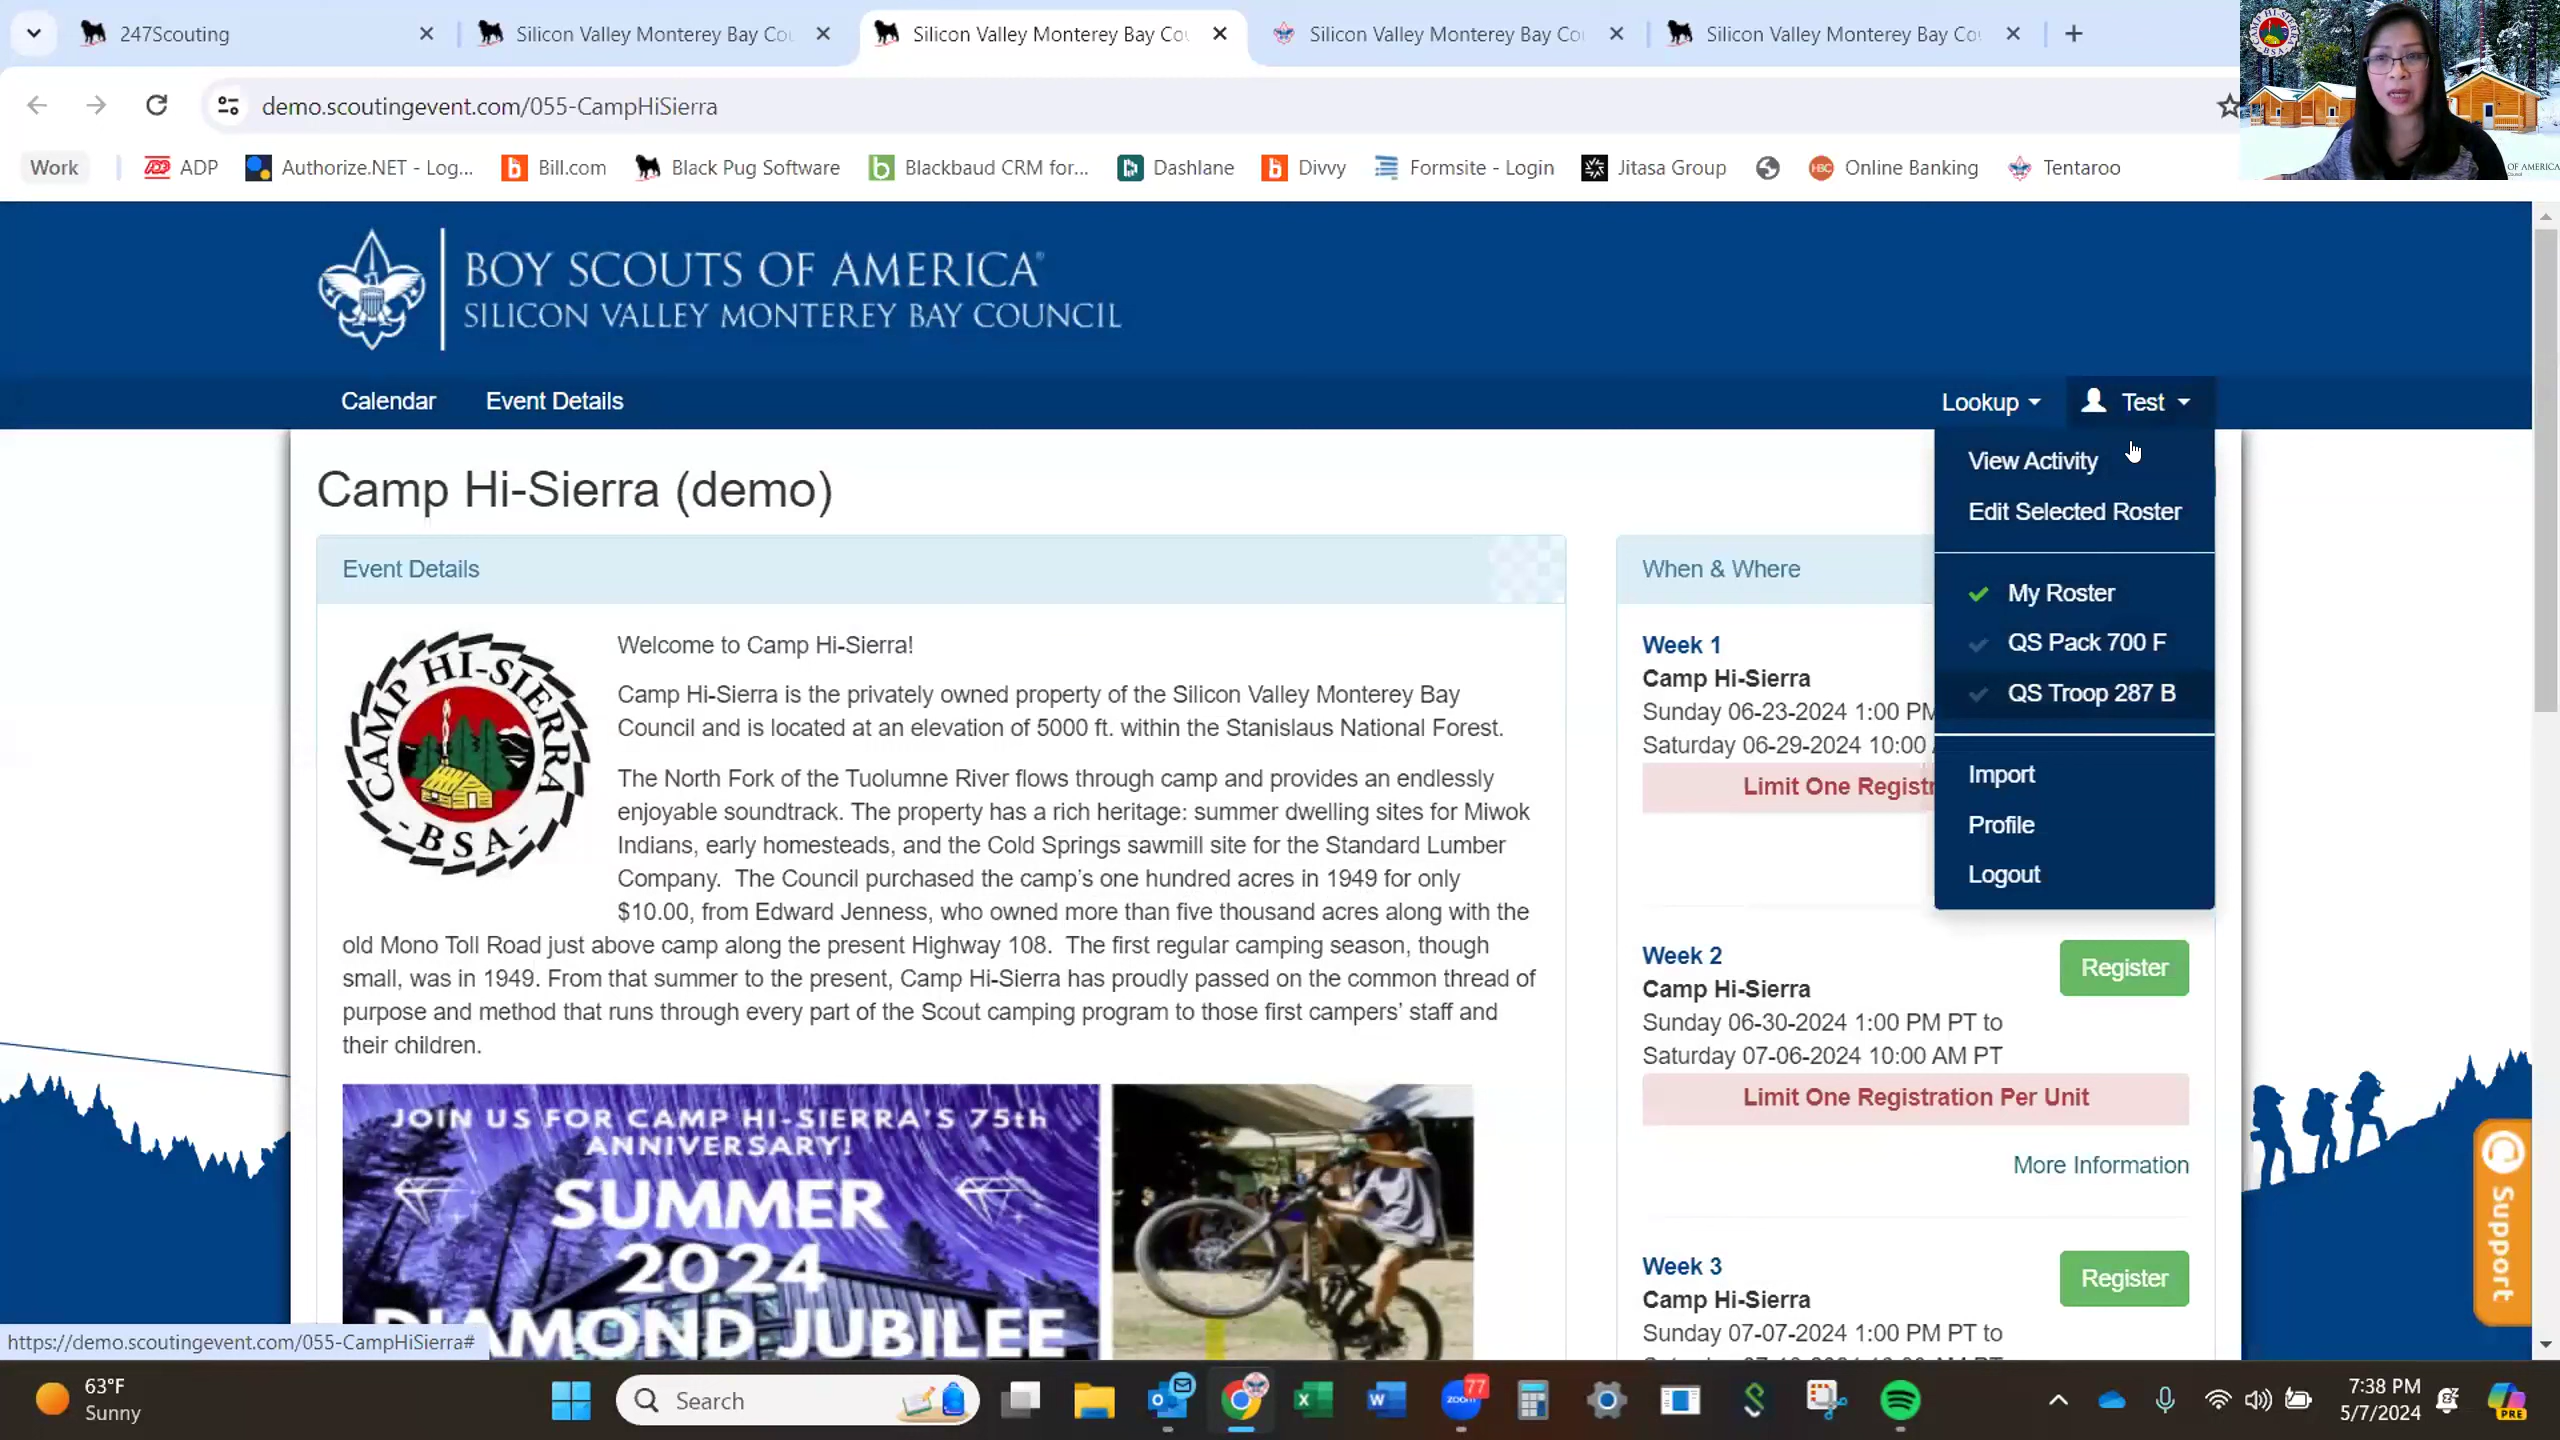 247Scouting
Silicon Valley Monterey Bay Cou
Silicon Valley Monterey Bay Cou
Silicon Valley Monterey Bay Co
Silicon Valley Monterey Bay Co
demo.scoutingevent.com/055-CampHiSierra
CAMP HI-SIERRA
BSA
OF AMERICA
Work
ADP
Authorize.NET - Log...
Bill.com
Black Pug Software
Blackbaud CRM for...
Dashlane
Divvy
Formsite - Login
Jitasa Group
HBC
Online Banking
Tentaroo
BOY SCOUTS OF AMERICA®
SILICON VALLEY MONTEREY BAY COUNCIL
Calendar
Event Details
Lookup
Test
View Activity
Edit Selected Roster
My Roster
QS Pack 700 F
QS Troop 287 B
Import
Profile
Logout
Camp Hi-Sierra (demo)
Event Details
CAMP HI-SIERRA
- BSA -
Welcome to Camp Hi-Sierra!
Camp Hi-Sierra is the privately owned property of the Silicon Valley Monterey Bay
Council and is located at an elevation of 5000 ft. within the Stanislaus National Forest.
The North Fork of the Tuolumne River flows through camp and provides an endlessly
enjoyable soundtrack. The property has a rich heritage: summer dwelling sites for Miwok
Indians, early homesteads, and the Cold Springs sawmill site for the Standard Lumber
Company.  The Council purchased the camp's one hundred acres in 1949 for only
$10.00, from Edward Jenness, who owned more than five thousand acres along with the
old Mono Toll Road just above camp along the present Highway 108.  The first regular camping season, though
small, was in 1949. From that summer to the present, Camp Hi-Sierra has proudly passed on the common thread of
purpose and method that runs through every part of the Scout camping program to those first campers' staff and
their children.
JOIN US FOR CAMP HI-SIERRA'S 75th
ANNIVERSARY!
SUMMER
2024
DIAMOND JUBILEE
When & Where
Week 1
Camp Hi-Sierra
Sunday 06-23-2024 1:00 PM
Saturday 06-29-2024 10:00
Limit One Registr
Week 2
Register
Camp Hi-Sierra
Sunday 06-30-2024 1:00 PM PT to
Saturday 07-06-2024 10:00 AM PT
Limit One Registration Per Unit
More Information
Week 3
Register
Camp Hi-Sierra
Sunday 07-07-2024 1:00 PM PT to
Support
https://demo.scoutingevent.com/055-CampHiSierra#
63°F
Sunny
Search
zoom
77
7:38 PM
5/7/2024
PRE